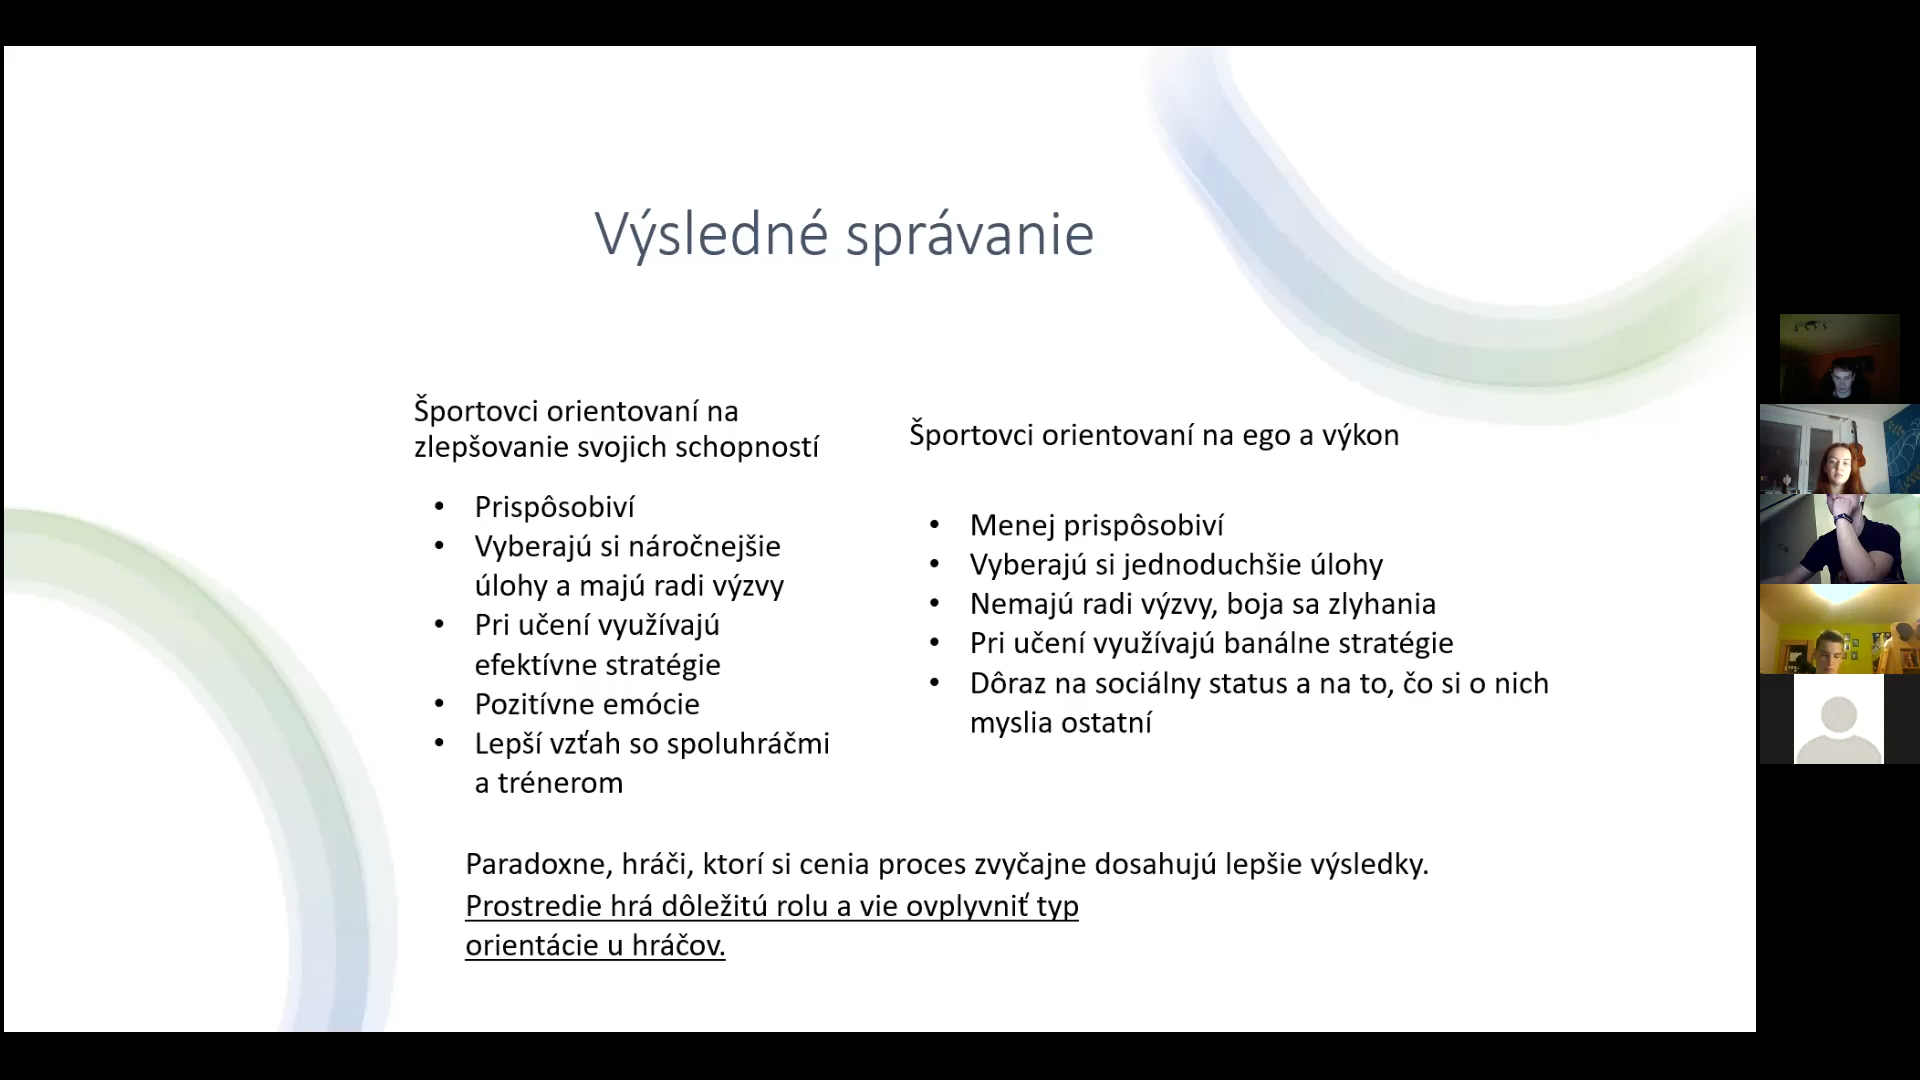 Výsledné správanie
Športovci orientovaní na
zlepšovanie svojich schopností
• Prispôsobiví
• Vyberajú si náročnejšie
úlohy a majú radi výzvy
• Pri učení využívajú
efektívne stratégie
• Pozitívne emócie
• Lepší vzťah so spoluhráčmi
a trénerom
Športovci orientovaní na ego a výkon
• Menej prispôsobiví
• Vyberajú si jednoduchšie úlohy
• Nemajú radi výzvy, boja sa zlyhania
• Pri učení využívajú banálne stratégie
• Dôraz na sociálny status a na to, čo si o nich
myslia ostatní
Paradoxne, hráči, ktorí si cenia proces zvyčajne dosahujú lepšie výsledky.
Prostredie hrá dôležitú rolu a vie ovplyvniť typ
orientácie u hráčov.